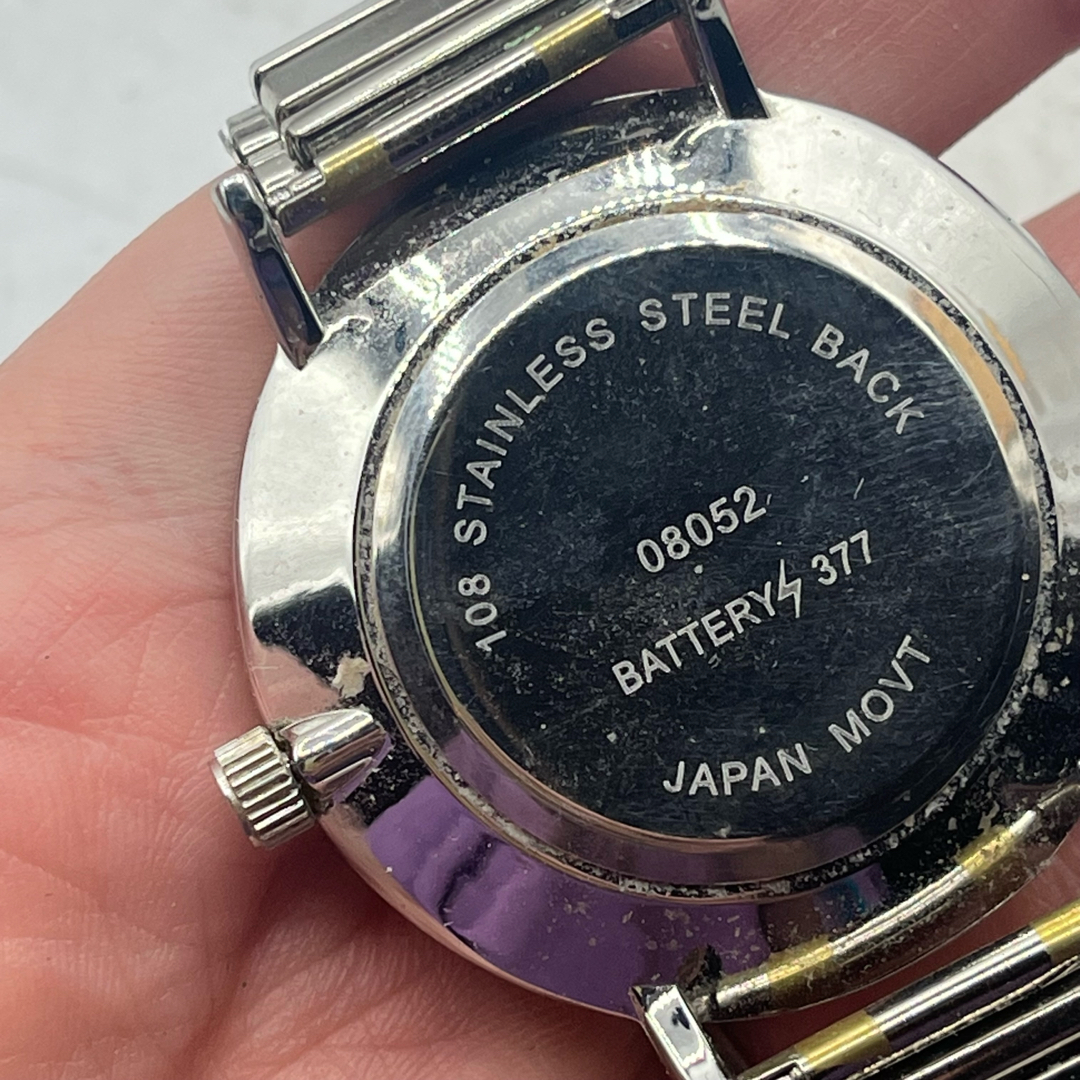 108 STAINLESS STEEL BACK
08052
BATTERY 377
JAPAN MOVT